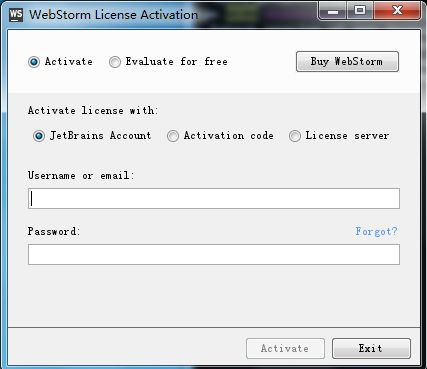 WS WebStorm License Activation
Activate Evaluate for free Buy WebStorm
Activate license with:
JetBrains Account Activation code License server
Username or email:
Password: Forgot?
Activate Exit